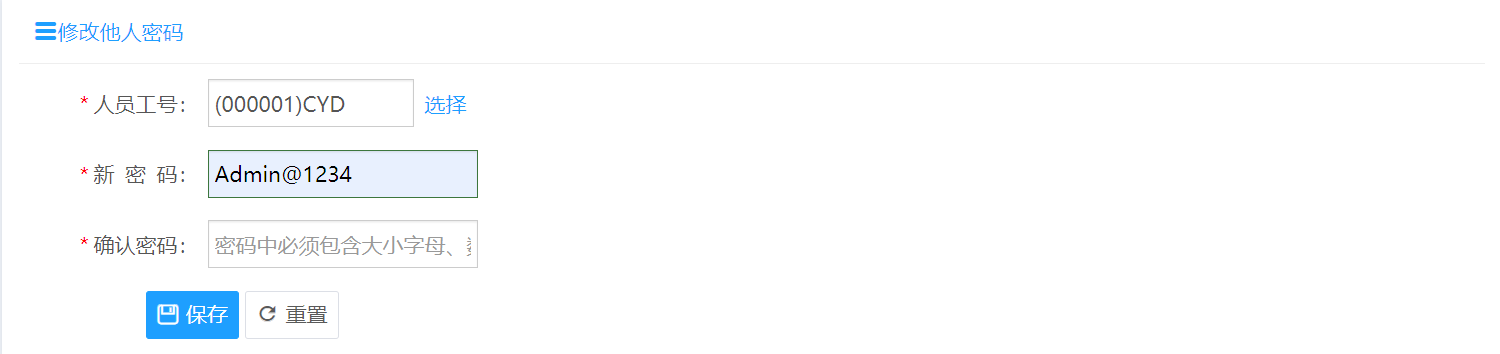 修改他人密码
* 人员工号： (000001)CYD 选择
* 新 密 码： Admin@1234
* 确认密码： 密码中必须包含大小字母、
保存 重置